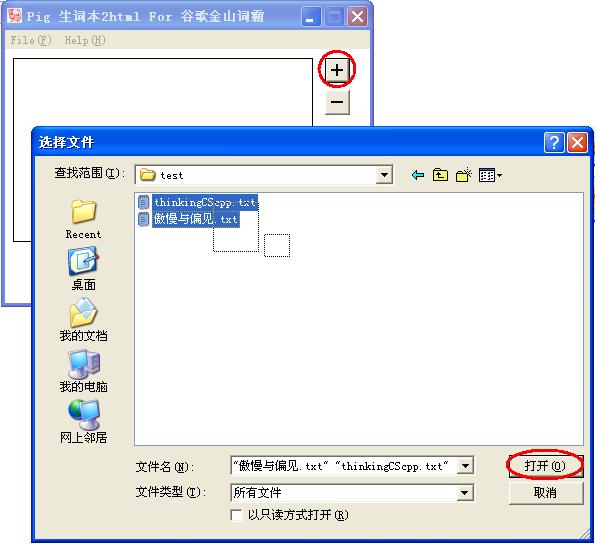 Pig 生词本2html For 谷歌金山词霸
File(F) Help(H)
+
−
选择文件
?
查找范围(I): test
thinkingCScpp.txt
傲慢与偏见.txt
Recent
桌面
我的文档
我的电脑
网上邻居
文件名(N): "傲慢与偏见.txt" "thinkingCScpp.txt" 打开(O)
文件类型(T): 所有文件 取消
以只读方式打开(R)